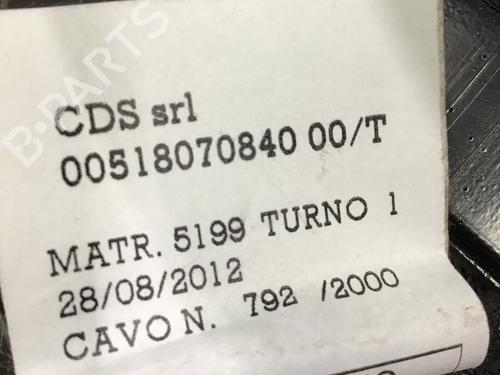 B-PARTS
CDS srl
00518070840 00/T
MATR. 5199 TURNO 1
28/08/2012
CAVO N. 792 /2000